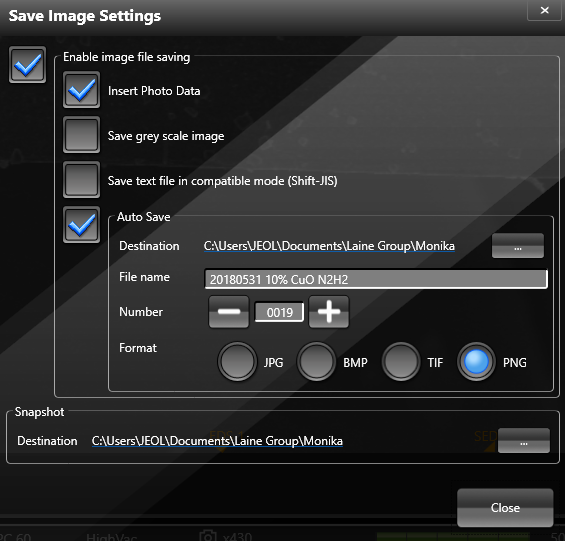 Save Image Settings
Enable image file saving
Insert Photo Data
Save grey scale image
Save text file in compatible mode (Shift-JIS)
Auto Save
Destination C:\Users\JEOL\Documents\Laine Group\Monika ...
File name 20180531 10% CuO N2H2
Number 0019
Format JPG BMP TIF PNG
Snapshot
Destination C:\Users\JEOL\Documents\Laine Group\Monika ...
SED
Close
PC 60 HighVac x430 50